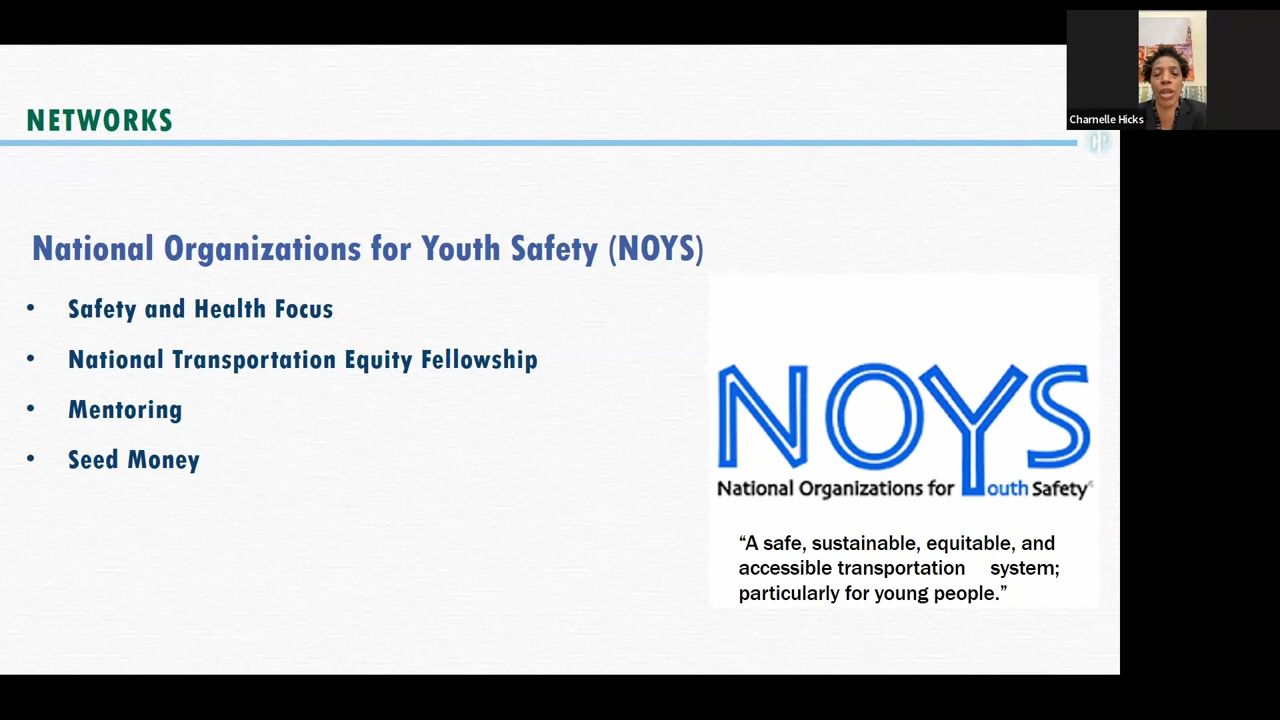 NETWORKS
Charnelle Hicks
CP
National Organizations for Youth Safety (NOYS)
• Safety and Health Focus
• National Transportation Equity Fellowship
• Mentoring
• Seed Money
NOYS
National Organizations for Youth Safety
“A safe, sustainable, equitable, and
accessible transportation system;
particularly for young people.”